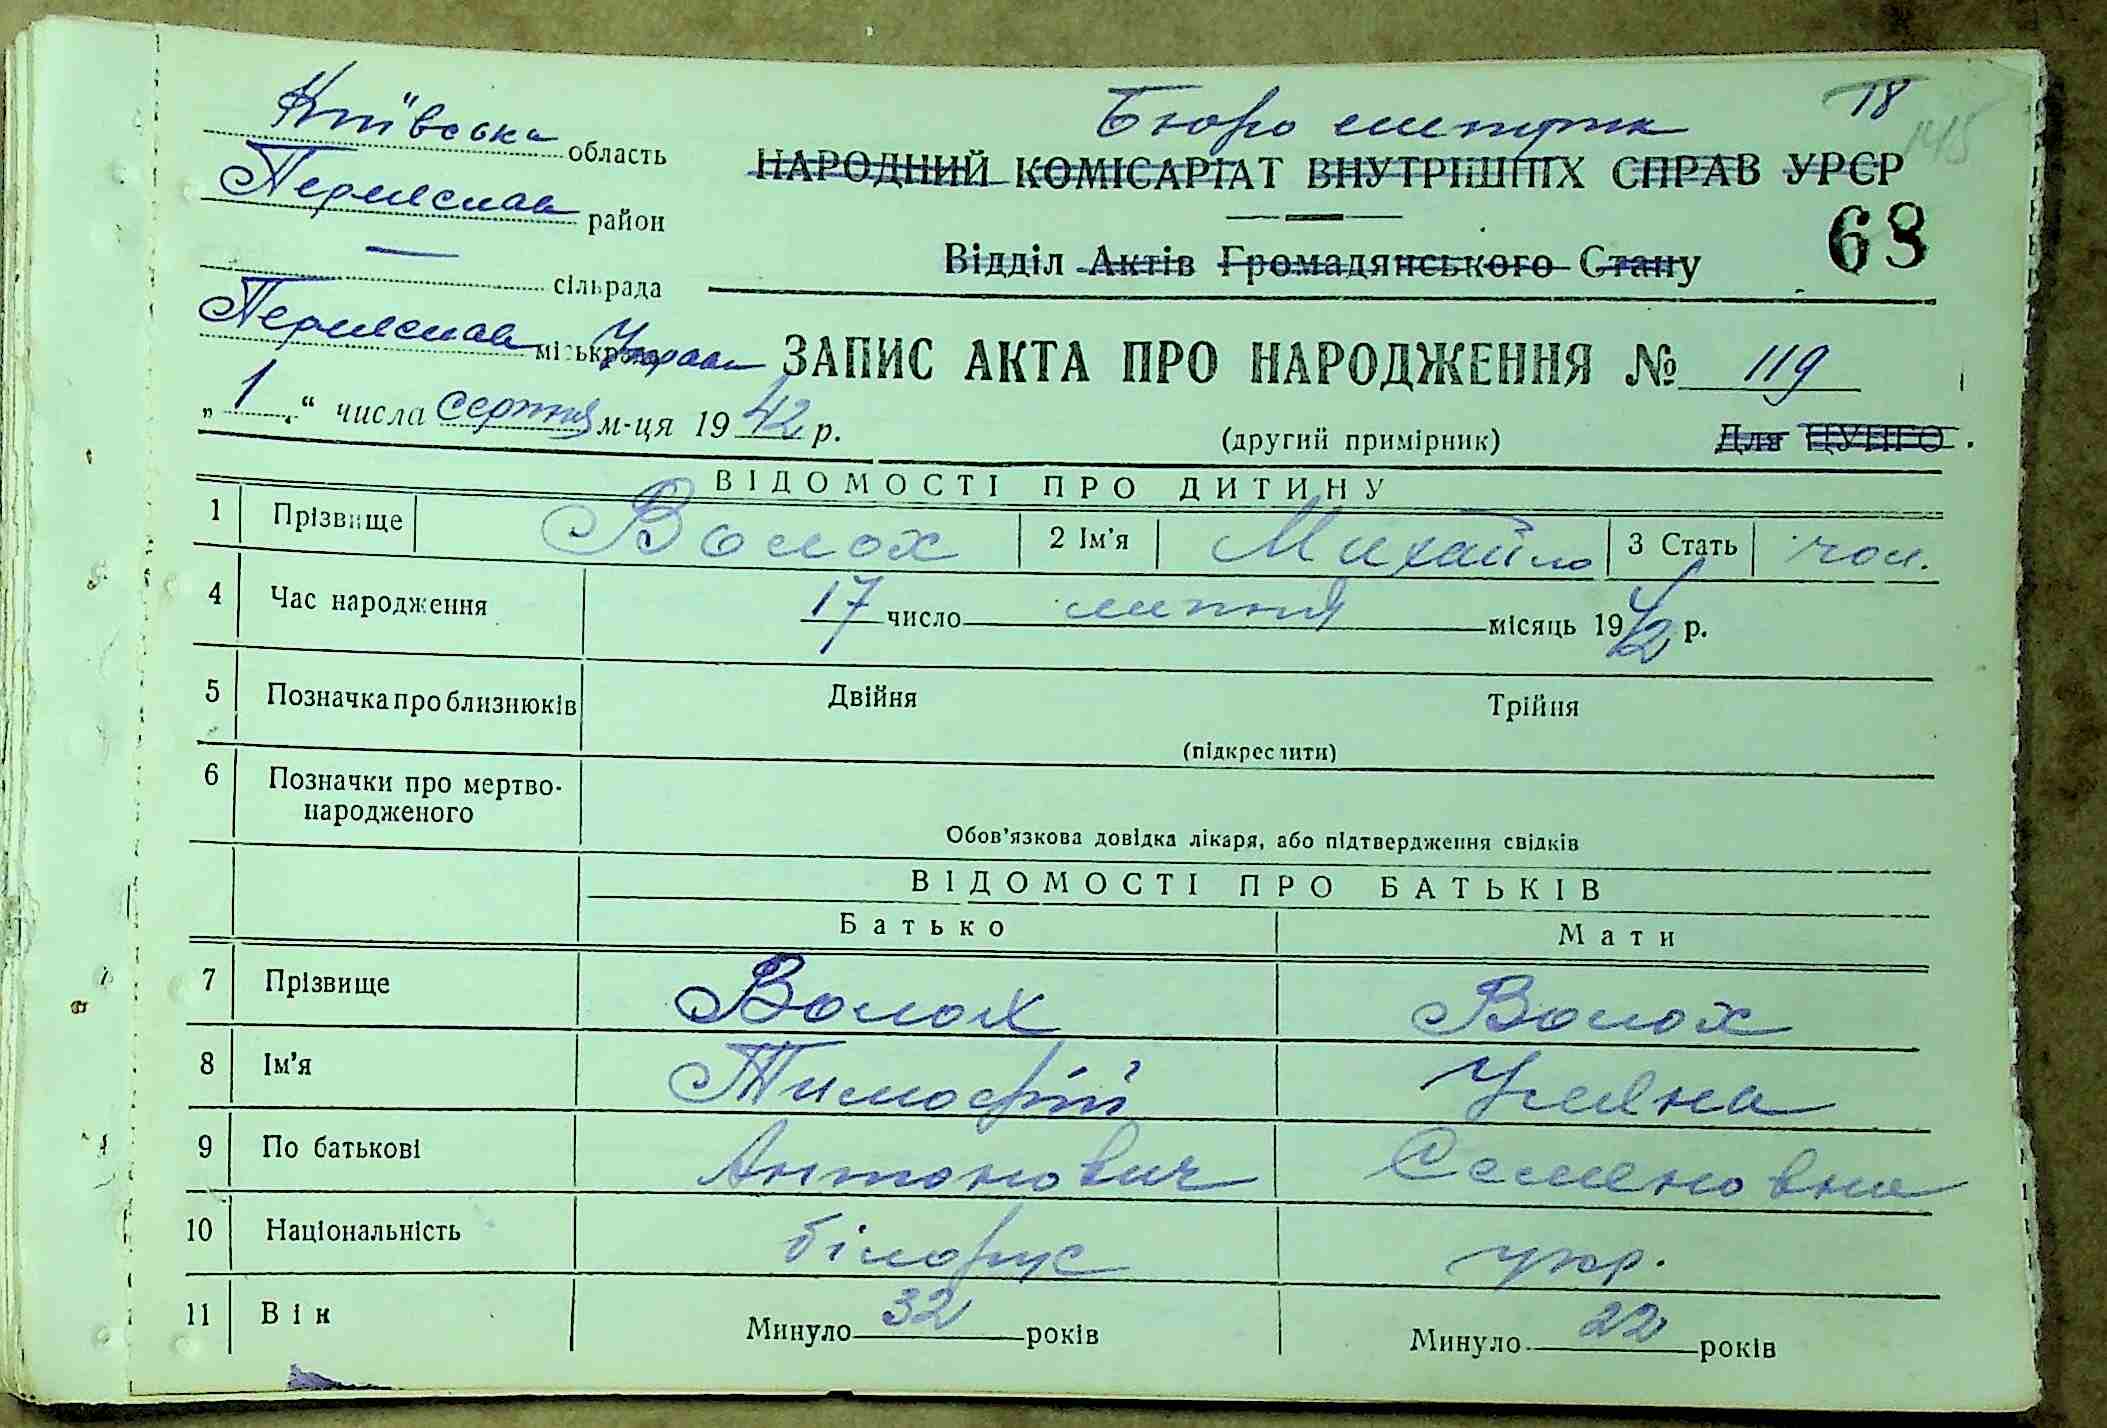 Київська область
Бюро метрик
18
145
Переяслав район
НАРОДНИЙ КОМІСАРІАТ ВНУТРІШНІХ СПРАВ УРСР
68
— сільрада
Відділ Актів Громадянського Стану
Переяслав міськрада Управа
ЗАПИС АКТА ПРО НАРОДЖЕННЯ № 119
„1“ числа серпня м-ця 1942 р.
(другий примірник)
Для ЦУНГО.
ВІДОМОСТІ ПРО ДИТИНУ
1 Прізвище Волох 2 Ім'я Михайло 3 Стать чол.
4 Час народження 17 число липня місяць 1942 р.
5 Позначка про близнюків Двійня Трійня
(підкреслити)
6 Позначки про мертво-
народженого
Обов'язкова довідка лікаря, або підтвердження свідків
ВІДОМОСТІ ПРО БАТЬКІВ
Батько Мати
7 Прізвище Волох Волох
8 Ім'я Тимофій Уляна
9 По батькові Антонович Семеновна
10 Національність білорус укр.
11 Вік Минуло 32 років Минуло 22 років